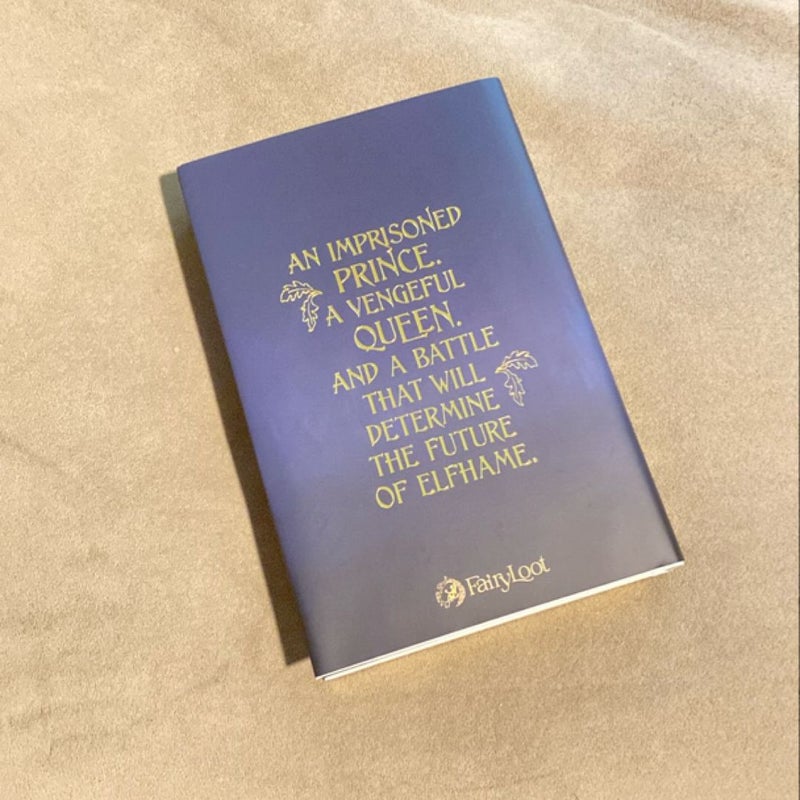 AN IMPRISONED
PRINCE.
A VENGEFUL
QUEEN.
AND A BATTLE
THAT WILL
DETERMINE
THE FUTURE
OF ELFHAME.
FairyLoot